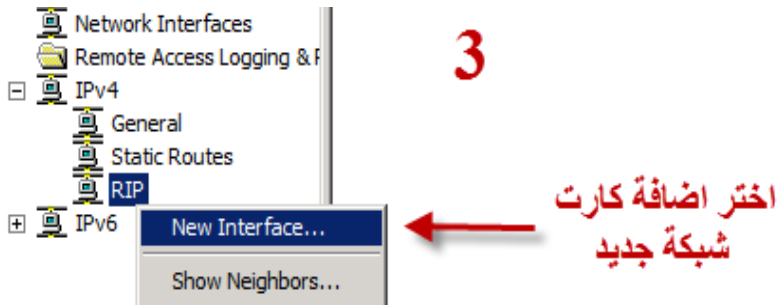 Network Interfaces
3
Remote Access Logging &
IPv4
General
Static Routes
RIP
IPv6
New Interface...
Show Neighbors...
اختر اضافة كارت
شبكة جديد